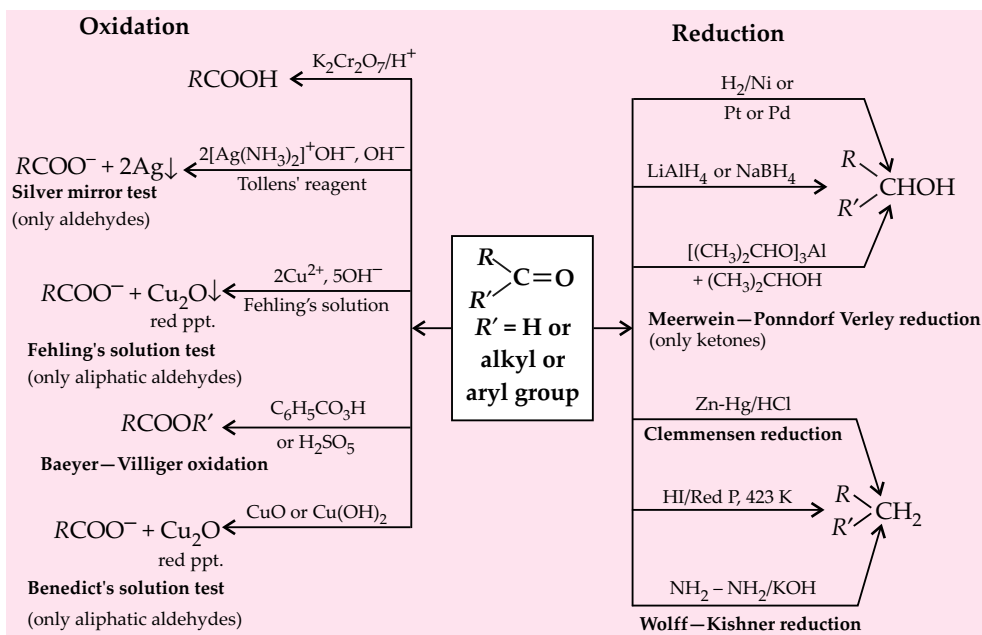 Oxidation
K₂Cr₂O₇/H⁺
RCOOH
2[Ag(NH₃)₂]⁺OH⁻, OH⁻
RCOO⁻ + 2Ag↓
Tollens' reagent
Silver mirror test
(only aldehydes)
2Cu²⁺, 5OH⁻
RCOO⁻ + Cu₂O↓
Fehling's solution
red ppt.
Fehling's solution test
(only aliphatic aldehydes)
C₆H₅CO₃H
RCOOR'
or H₂SO₅
Baeyer—Villiger oxidation
CuO or Cu(OH)₂
RCOO⁻ + Cu₂O
red ppt.
Benedict's solution test
(only aliphatic aldehydes)
R
C=O
R'
R' = H or
alkyl or
aryl group
Reduction
H₂/Ni or
Pt or Pd
LiAlH₄ or NaBH₄
R
CHOH
R'
[(CH₃)₂CHO]₃Al
+ (CH₃)₂CHOH
Meerwein—Ponndorf Verley reduction
(only ketones)
Zn-Hg/HCl
Clemmensen reduction
HI/Red P, 423 K
R
CH₂
R'
NH₂ – NH₂/KOH
Wolff—Kishner reduction